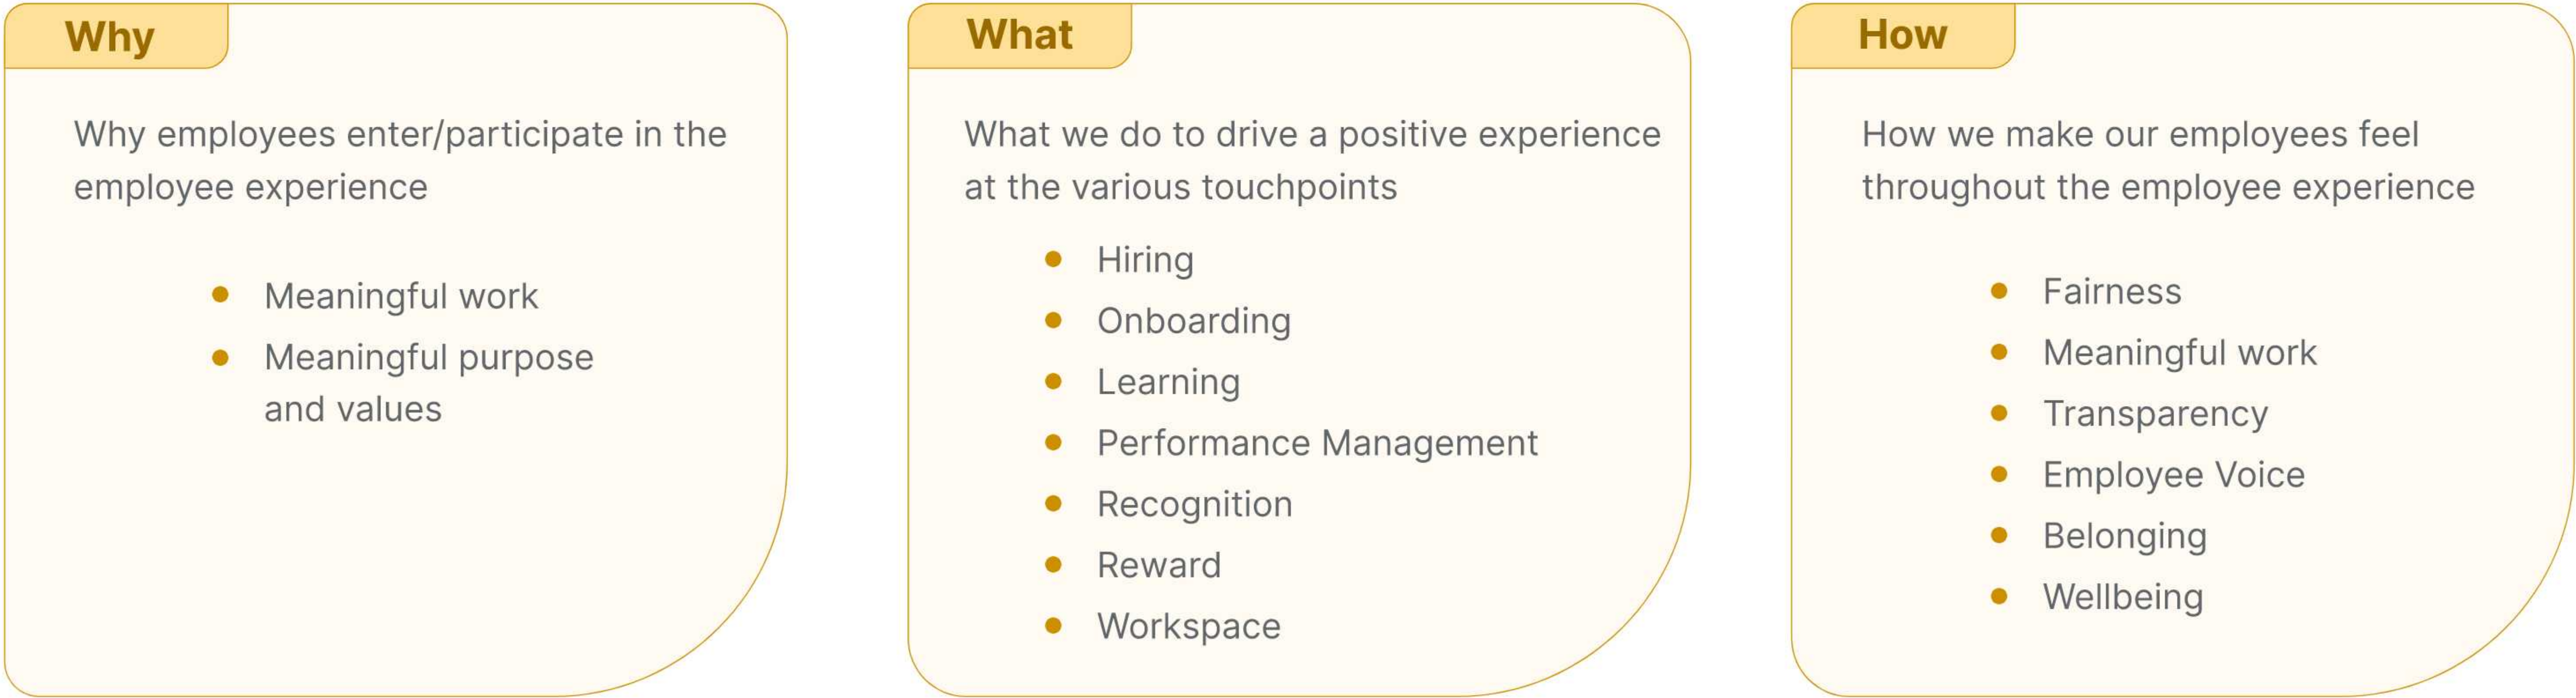 Why
Why employees enter/participate in the
employee experience
Meaningful work
Meaningful purpose
and values
What
What we do to drive a positive experience
at the various touchpoints
Hiring
Onboarding
Learning
Performance Management
Recognition
Reward
Workspace
How
How we make our employees feel
throughout the employee experience
Fairness
Meaningful work
Transparency
Employee Voice
Belonging
Wellbeing